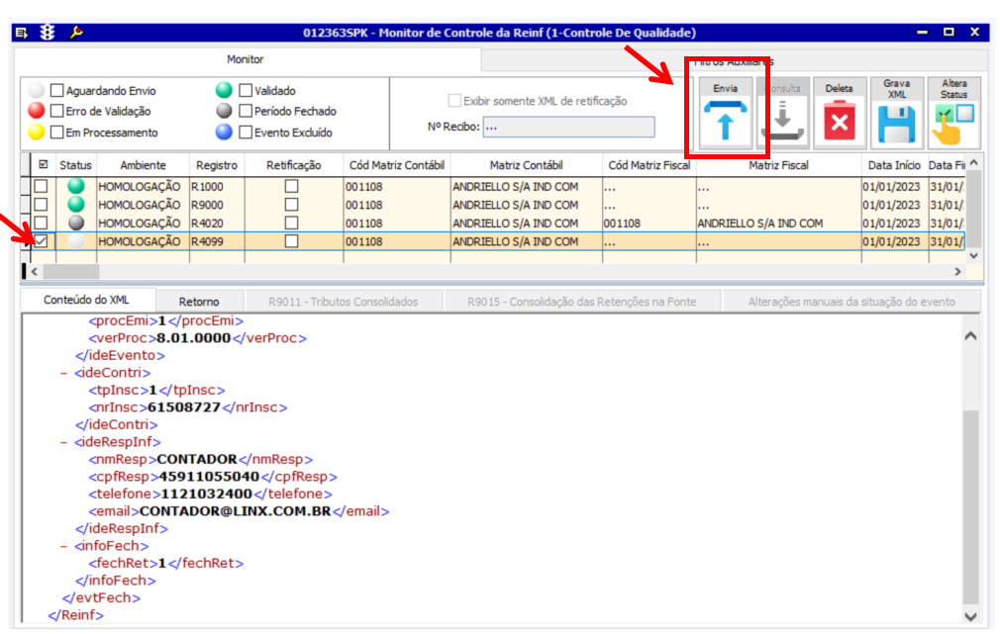 012363SPK - Monitor de Controle da Reinf (1-Controle De Qualidade)
Monitor
Filtros Auxiliares
Aguardando Envio
Validado
Erro de Validação
Período Fechado
Em Processamento
Evento Excluído
Exibir somente XML de retificação
Nº Recibo: ...
Envia
Consulta
Deleta
Grava XML
Altera Status
Status Ambiente Registro Retificação Cód Matriz Contábil Matriz Contábil Cód Matriz Fiscal Matriz Fiscal Data Início Data Fi
HOMOLOGAÇÃO R1000 001108 ANDRIELLO S/A IND COM ... ... 01/01/2023 31/01/
HOMOLOGAÇÃO R9000 001108 ANDRIELLO S/A IND COM ... ... 01/01/2023 31/01/
HOMOLOGAÇÃO R4020 001108 ANDRIELLO S/A IND COM 001108 ANDRIELLO S/A IND COM 01/01/2023 31/01/
HOMOLOGAÇÃO R4099 001108 ANDRIELLO S/A IND COM ... ... 01/01/2023 31/01/
Conteúdo do XML
Retorno
R9011 - Tributos Consolidados
R9015 - Consolidação das Retenções na Fonte
Alterações manuais da situação do evento
<procEmi>1</procEmi>
<verProc>8.01.0000</verProc>
</ideEvento>
- <ideContri>
<tpInsc>1</tpInsc>
<nrInsc>61508727</nrInsc>
</ideContri>
- <ideRespInf>
<nmResp>CONTADOR</nmResp>
<cpfResp>45911055040</cpfResp>
<telefone>1121032400</telefone>
<email>CONTADOR@LINX.COM.BR</email>
</ideRespInf>
- <infoFech>
<fechRet>1</fechRet>
</infoFech>
</evtFech>
</Reinf>